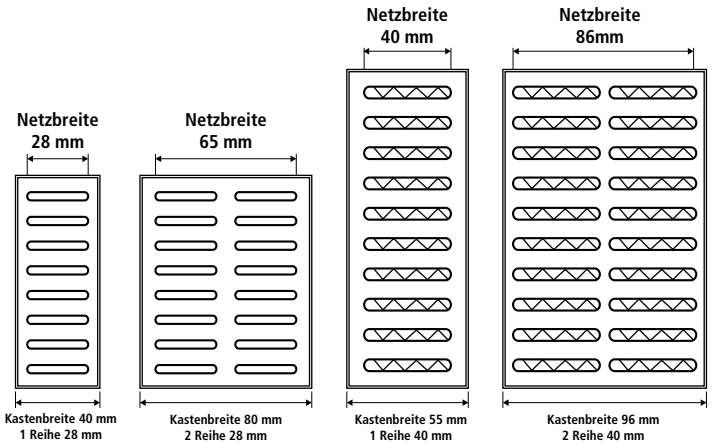 Netzbreite
28 mm
Netzbreite
65 mm
Netzbreite
40 mm
Netzbreite
86mm
Kastenbreite 40 mm
1 Reihe 28 mm
Kastenbreite 80 mm
2 Reihe 28 mm
Kastenbreite 55 mm
1 Reihe 40 mm
Kastenbreite 96 mm
2 Reihe 40 mm